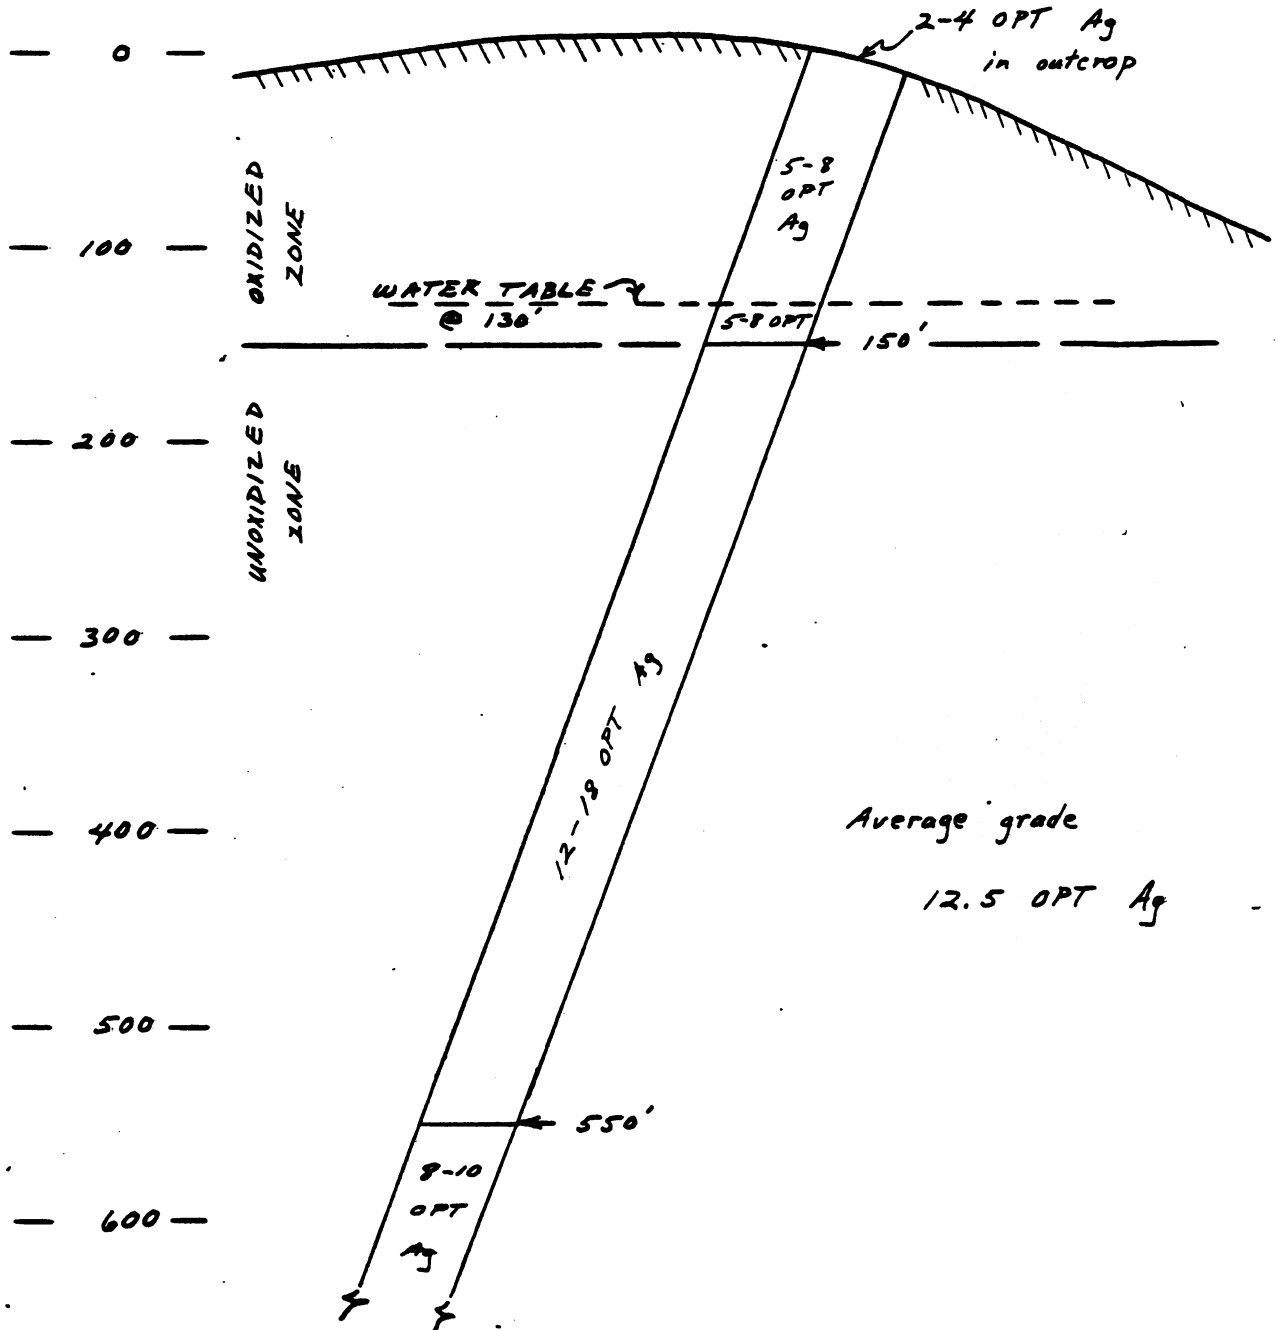 2-4 OPT Ag
in outcrop
0
100
200
300
400
500
600
OXIDIZED
ZONE
5-8
OPT
Ag
WATER TABLE
@ 130'
5-8 OPT
150'
UNOXIDIZED
ZONE
12-18 OPT Ag
Average grade
12.5 OPT Ag
550'
8-10
OPT
Ag